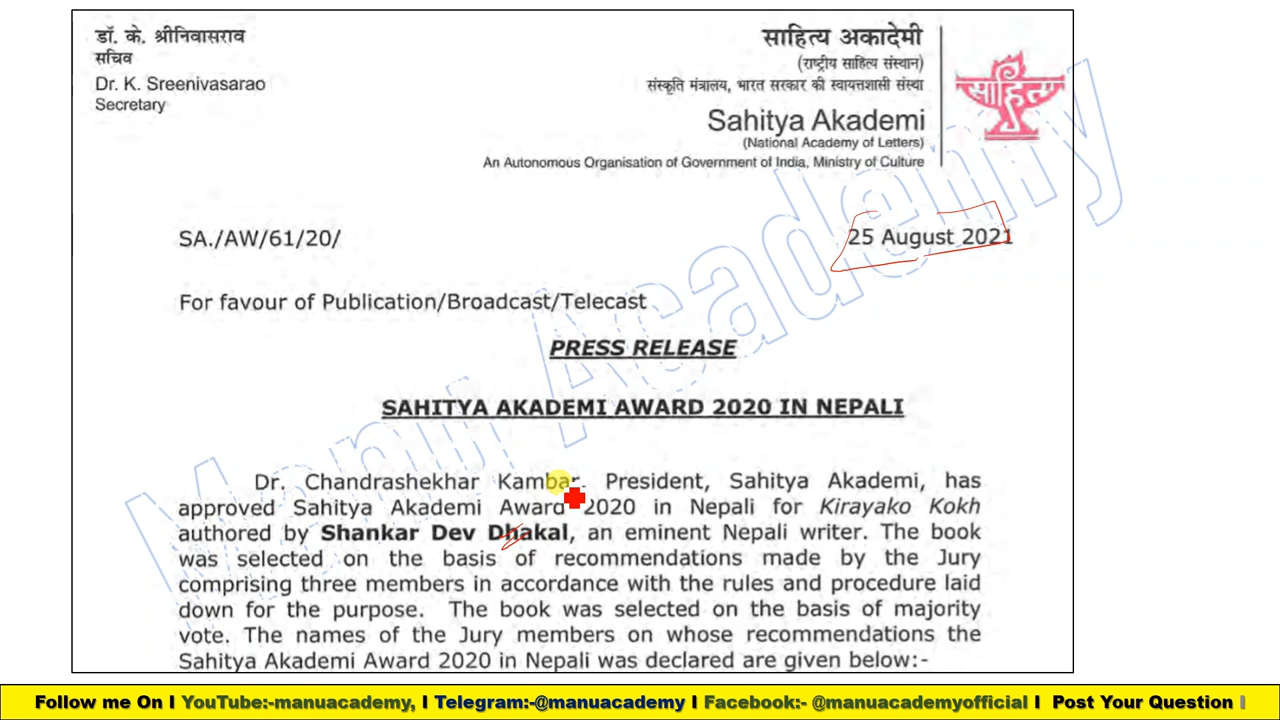 डॉ. के. श्रीनिवासराव
सचिव
Dr. K. Sreenivasarao
Secretary
साहित्य अकादेमी
(राष्ट्रीय साहित्य संस्थान)
संस्कृति मंत्रालय, भारत सरकार की स्वायत्तशासी संस्था
Sahitya Akademi
(National Academy of Letters)
An Autonomous Organisation of Government of India, Ministry of Culture
साहित्य
SA./AW/61/20/
25 August 2021
For favour of Publication/Broadcast/Telecast
PRESS RELEASE
SAHITYA AKADEMI AWARD 2020 IN NEPALI
Dr. Chandrashekhar Kambar, President, Sahitya Akademi, has
approved Sahitya Akademi Award 2020 in Nepali for Kirayako Kokh
authored by Shankar Dev Dhakal, an eminent Nepali writer. The book
was selected on the basis of recommendations made by the Jury
comprising three members in accordance with the rules and procedure laid
down for the purpose. The book was selected on the basis of majority
vote. The names of the Jury members on whose recommendations the
Sahitya Akademi Award 2020 in Nepali was declared are given below:-
Manu Academy
Follow me On I YouTube:-manuacademy, I Telegram:-@manuacademy I Facebook:- @manuacademyofficial I Post Your Question I